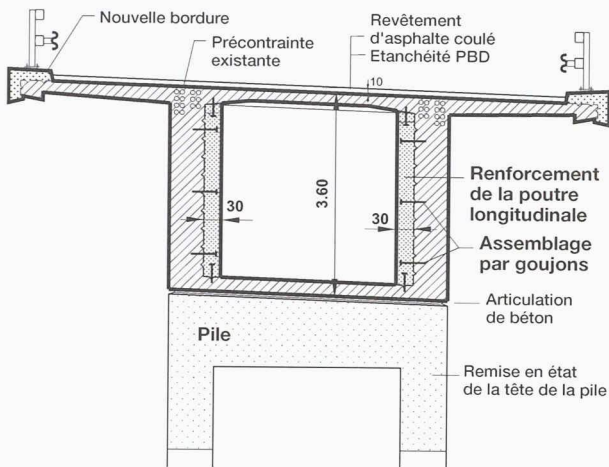 Nouvelle bordure
Précontrainte
existante
Revêtement
d'asphalte coulé
Etanchéité PBD
10
30
3.60
30
Renforcement
de la poutre
longitudinale
Assemblage
par goujons
Articulation
de béton
Pile
Remise en état
de la tête de la pile